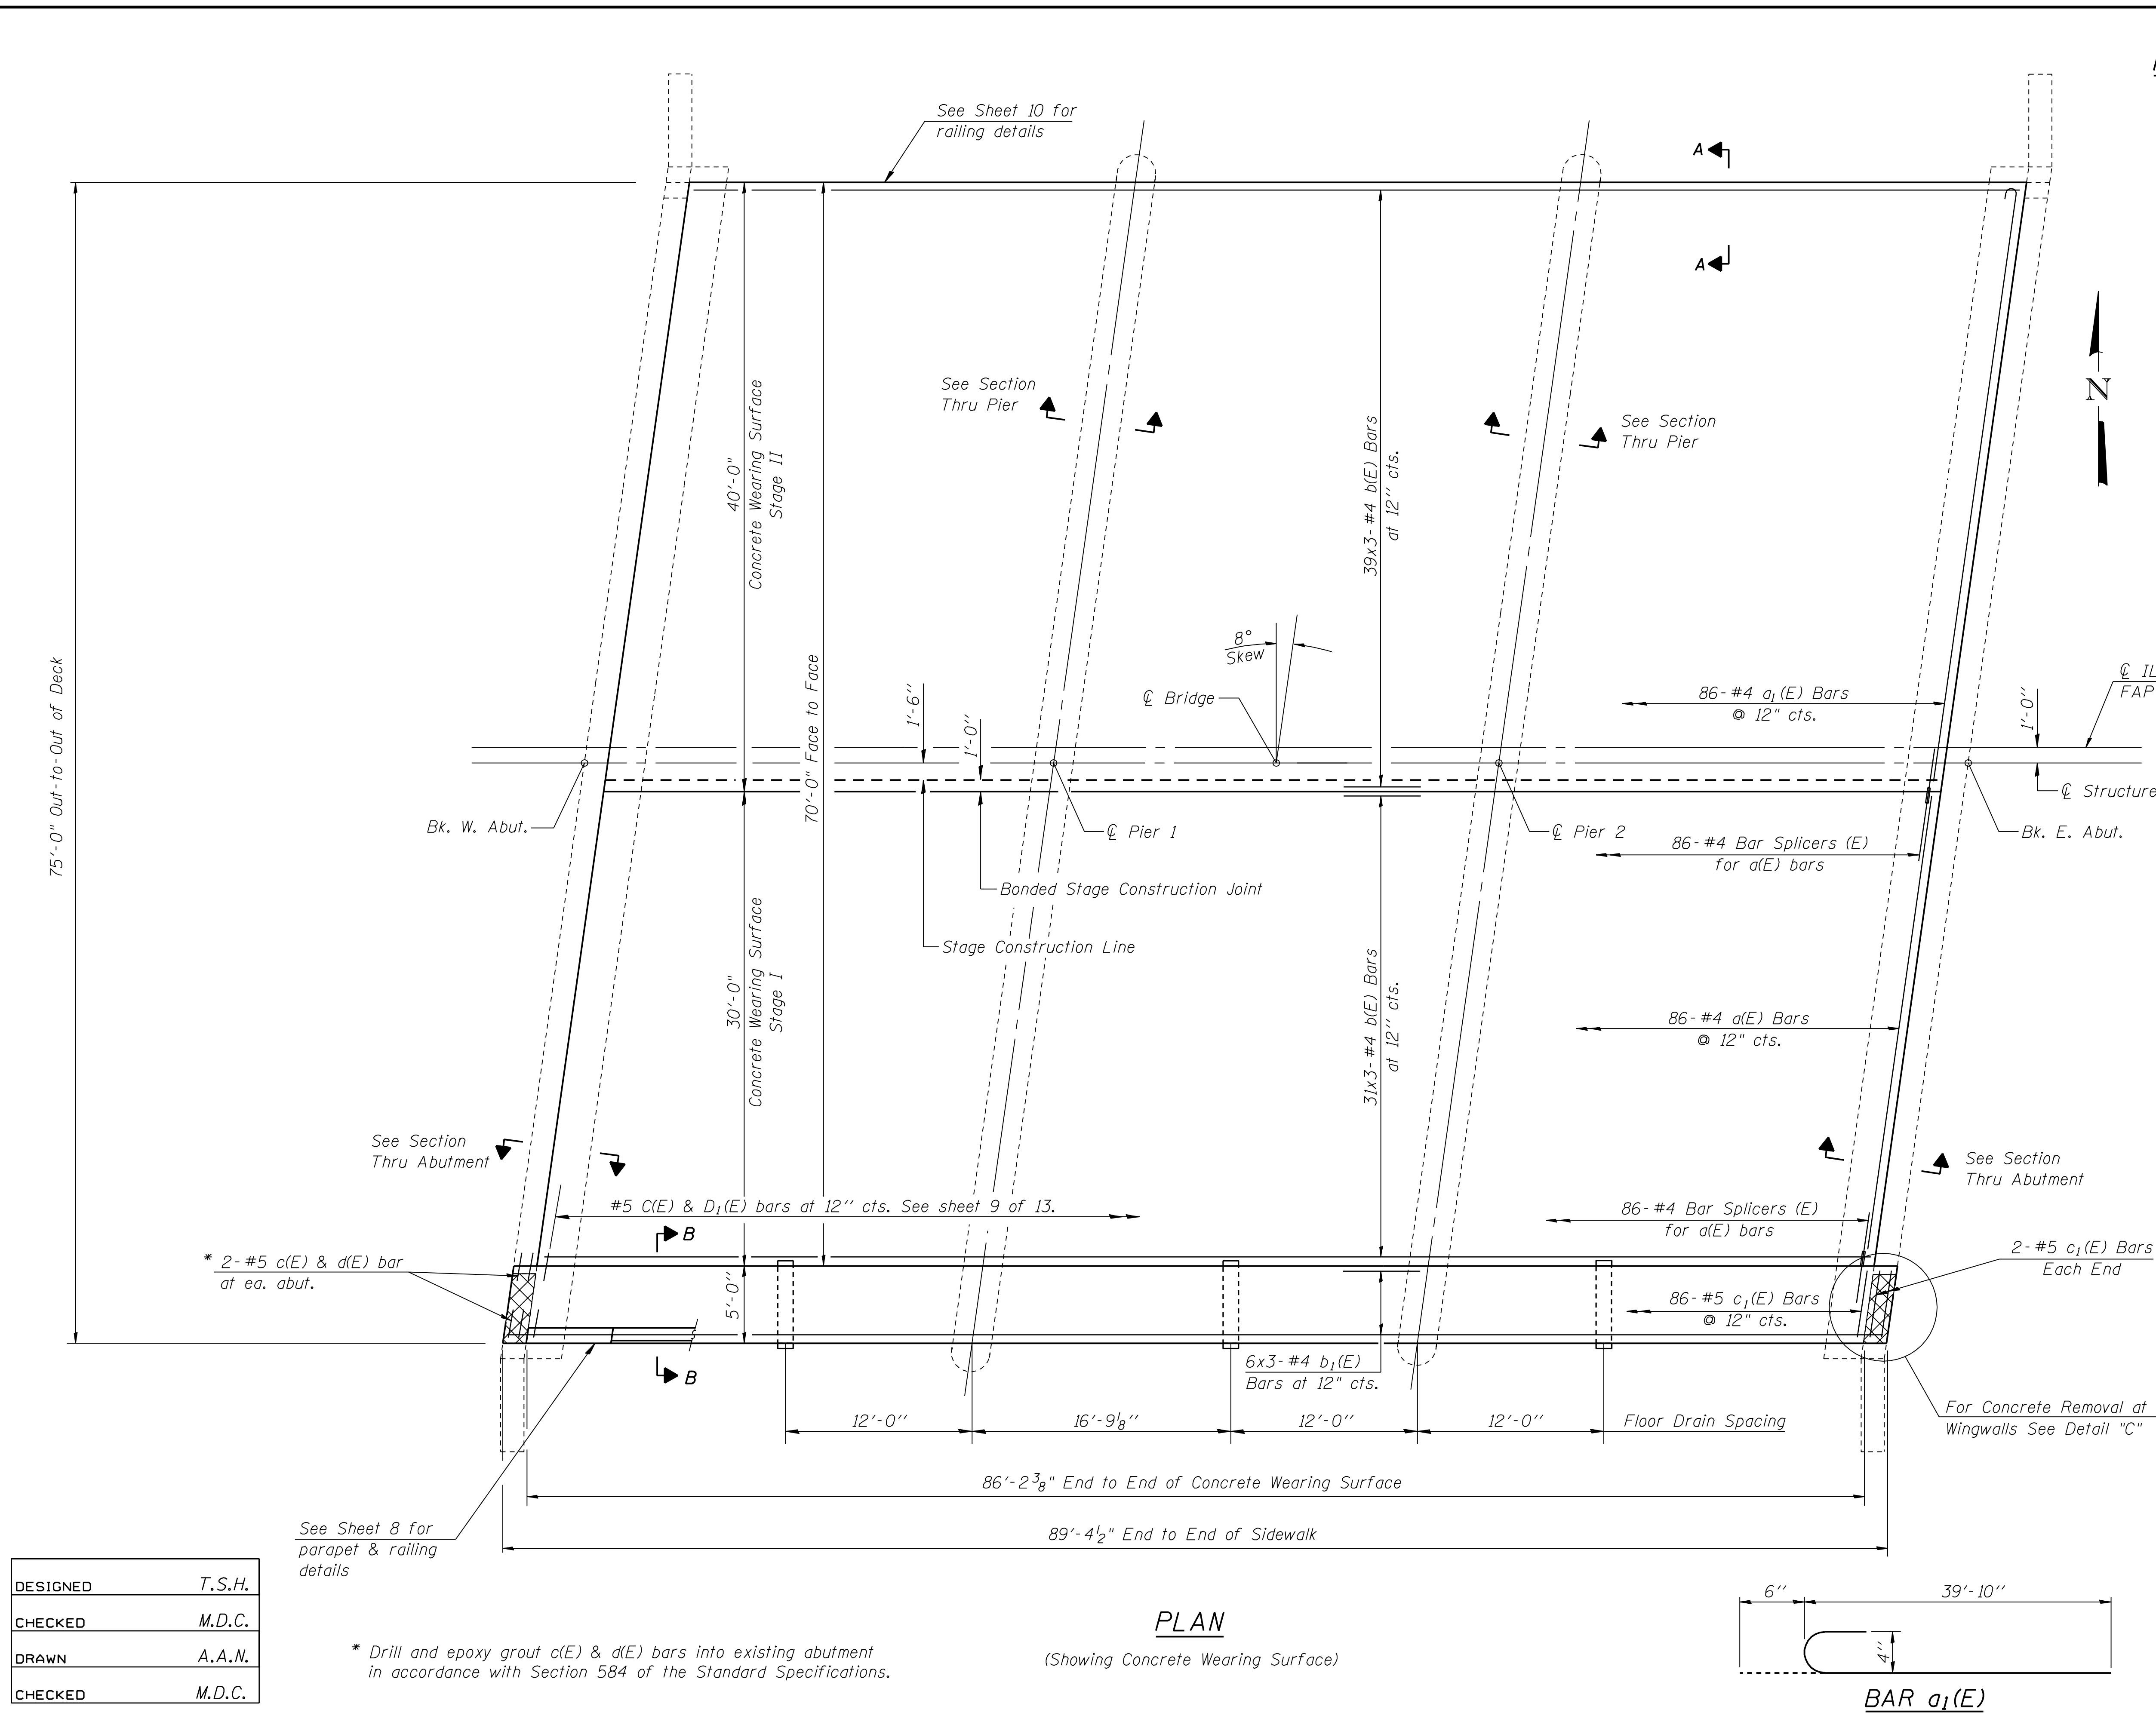 See Sheet 10 for
railing details
A
A
See Section
Thru Pier
See Section
Thru Pier
N
75'-0" Out-to-Out of Deck
40'-0"
Concrete Wearing Surface
Stage II
70'-0" Face to Face
39x3-#4 b(E) Bars
at 12'' cts.
8°
Skew
℄ Bridge
1'-6''
1'-0''
86-#4 a₁(E) Bars
@ 12" cts.
1'-0''
℄ IL
FAP
℄ Structure
Bk. W. Abut.
℄ Pier 1
℄ Pier 2
Bk. E. Abut.
86-#4 Bar Splicers (E)
for a(E) bars
Bonded Stage Construction Joint
Stage Construction Line
30'-0"
Concrete Wearing Surface
Stage I
31x3-#4 b(E) Bars
at 12'' cts.
86-#4 a(E) Bars
@ 12" cts.
See Section
Thru Abutment
See Section
Thru Abutment
#5 C(E) & D₁(E) bars at 12'' cts. See sheet 9 of 13.
86-#4 Bar Splicers (E)
for a(E) bars
B
* 2-#5 c(E) & d(E) bar
at ea. abut.
2-#5 c₁(E) Bars
Each End
5'-0''
86-#5 c₁(E) Bars
@ 12" cts.
B
6x3-#4 b₁(E)
Bars at 12" cts.
12'-0''
16'-9⅛''
12'-0''
12'-0''
Floor Drain Spacing
For Concrete Removal at
Wingwalls See Detail "C"
86'-2⅜" End to End of Concrete Wearing Surface
89'-4½" End to End of Sidewalk
See Sheet 8 for
parapet & railing
details
DESIGNED T.S.H.
CHECKED M.D.C.
DRAWN A.A.N.
CHECKED M.D.C.
* Drill and epoxy grout c(E) & d(E) bars into existing abutment
in accordance with Section 584 of the Standard Specifications.
PLAN
(Showing Concrete Wearing Surface)
6''
39'-10''
4''
BAR a₁(E)